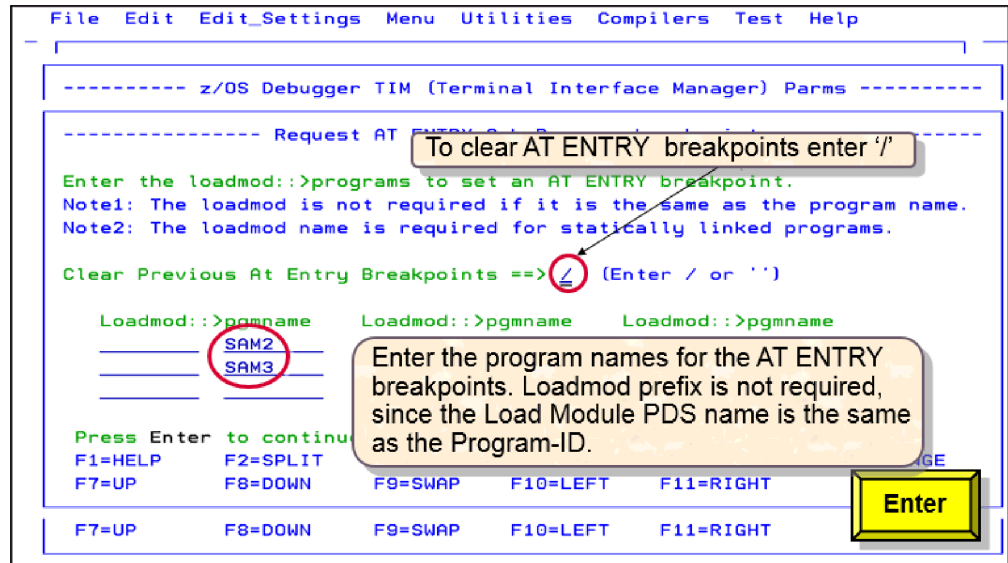 File Edit Edit_Settings Menu Utilities Compilers Test Help
---------- z/OS Debugger TIM (Terminal Interface Manager) Parms ----------
---------------- Request AT
To clear AT ENTRY breakpoints enter ‘/’
Enter the loadmod::>programs to set an AT ENTRY breakpoint.
Note1: The loadmod is not required if it is the same as the program name.
Note2: The loadmod name is required for statically linked programs.
Clear Previous At Entry Breakpoints ==> / (Enter / or '')
Loadmod::>pgmname Loadmod::>pgmname Loadmod::>pgmname
SAM2
SAM3
Enter the program names for the AT ENTRY
breakpoints. Loadmod prefix is not required,
since the Load Module PDS name is the same
as the Program-ID.
Press Enter to continu
F1=HELP F2=SPLIT
F7=UP F8=DOWN F9=SWAP F10=LEFT F11=RIGHT
Enter
F7=UP F8=DOWN F9=SWAP F10=LEFT F11=RIGHT